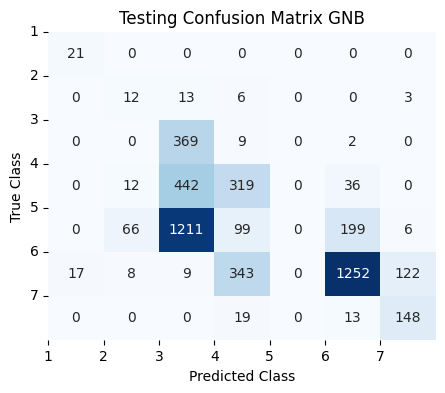 Testing Confusion Matrix GNB
1
21 0 0 0 0 0 0
2
0 12 13 6 0 0 3
3
0 0 369 9 0 2 0
4
0 12 442 319 0 36 0
5
0 66 1211 99 0 199 6
6
17 8 9 343 0 1252 122
7
0 0 0 19 0 13 148
True Class
1 2 3 4 5 6 7
Predicted Class